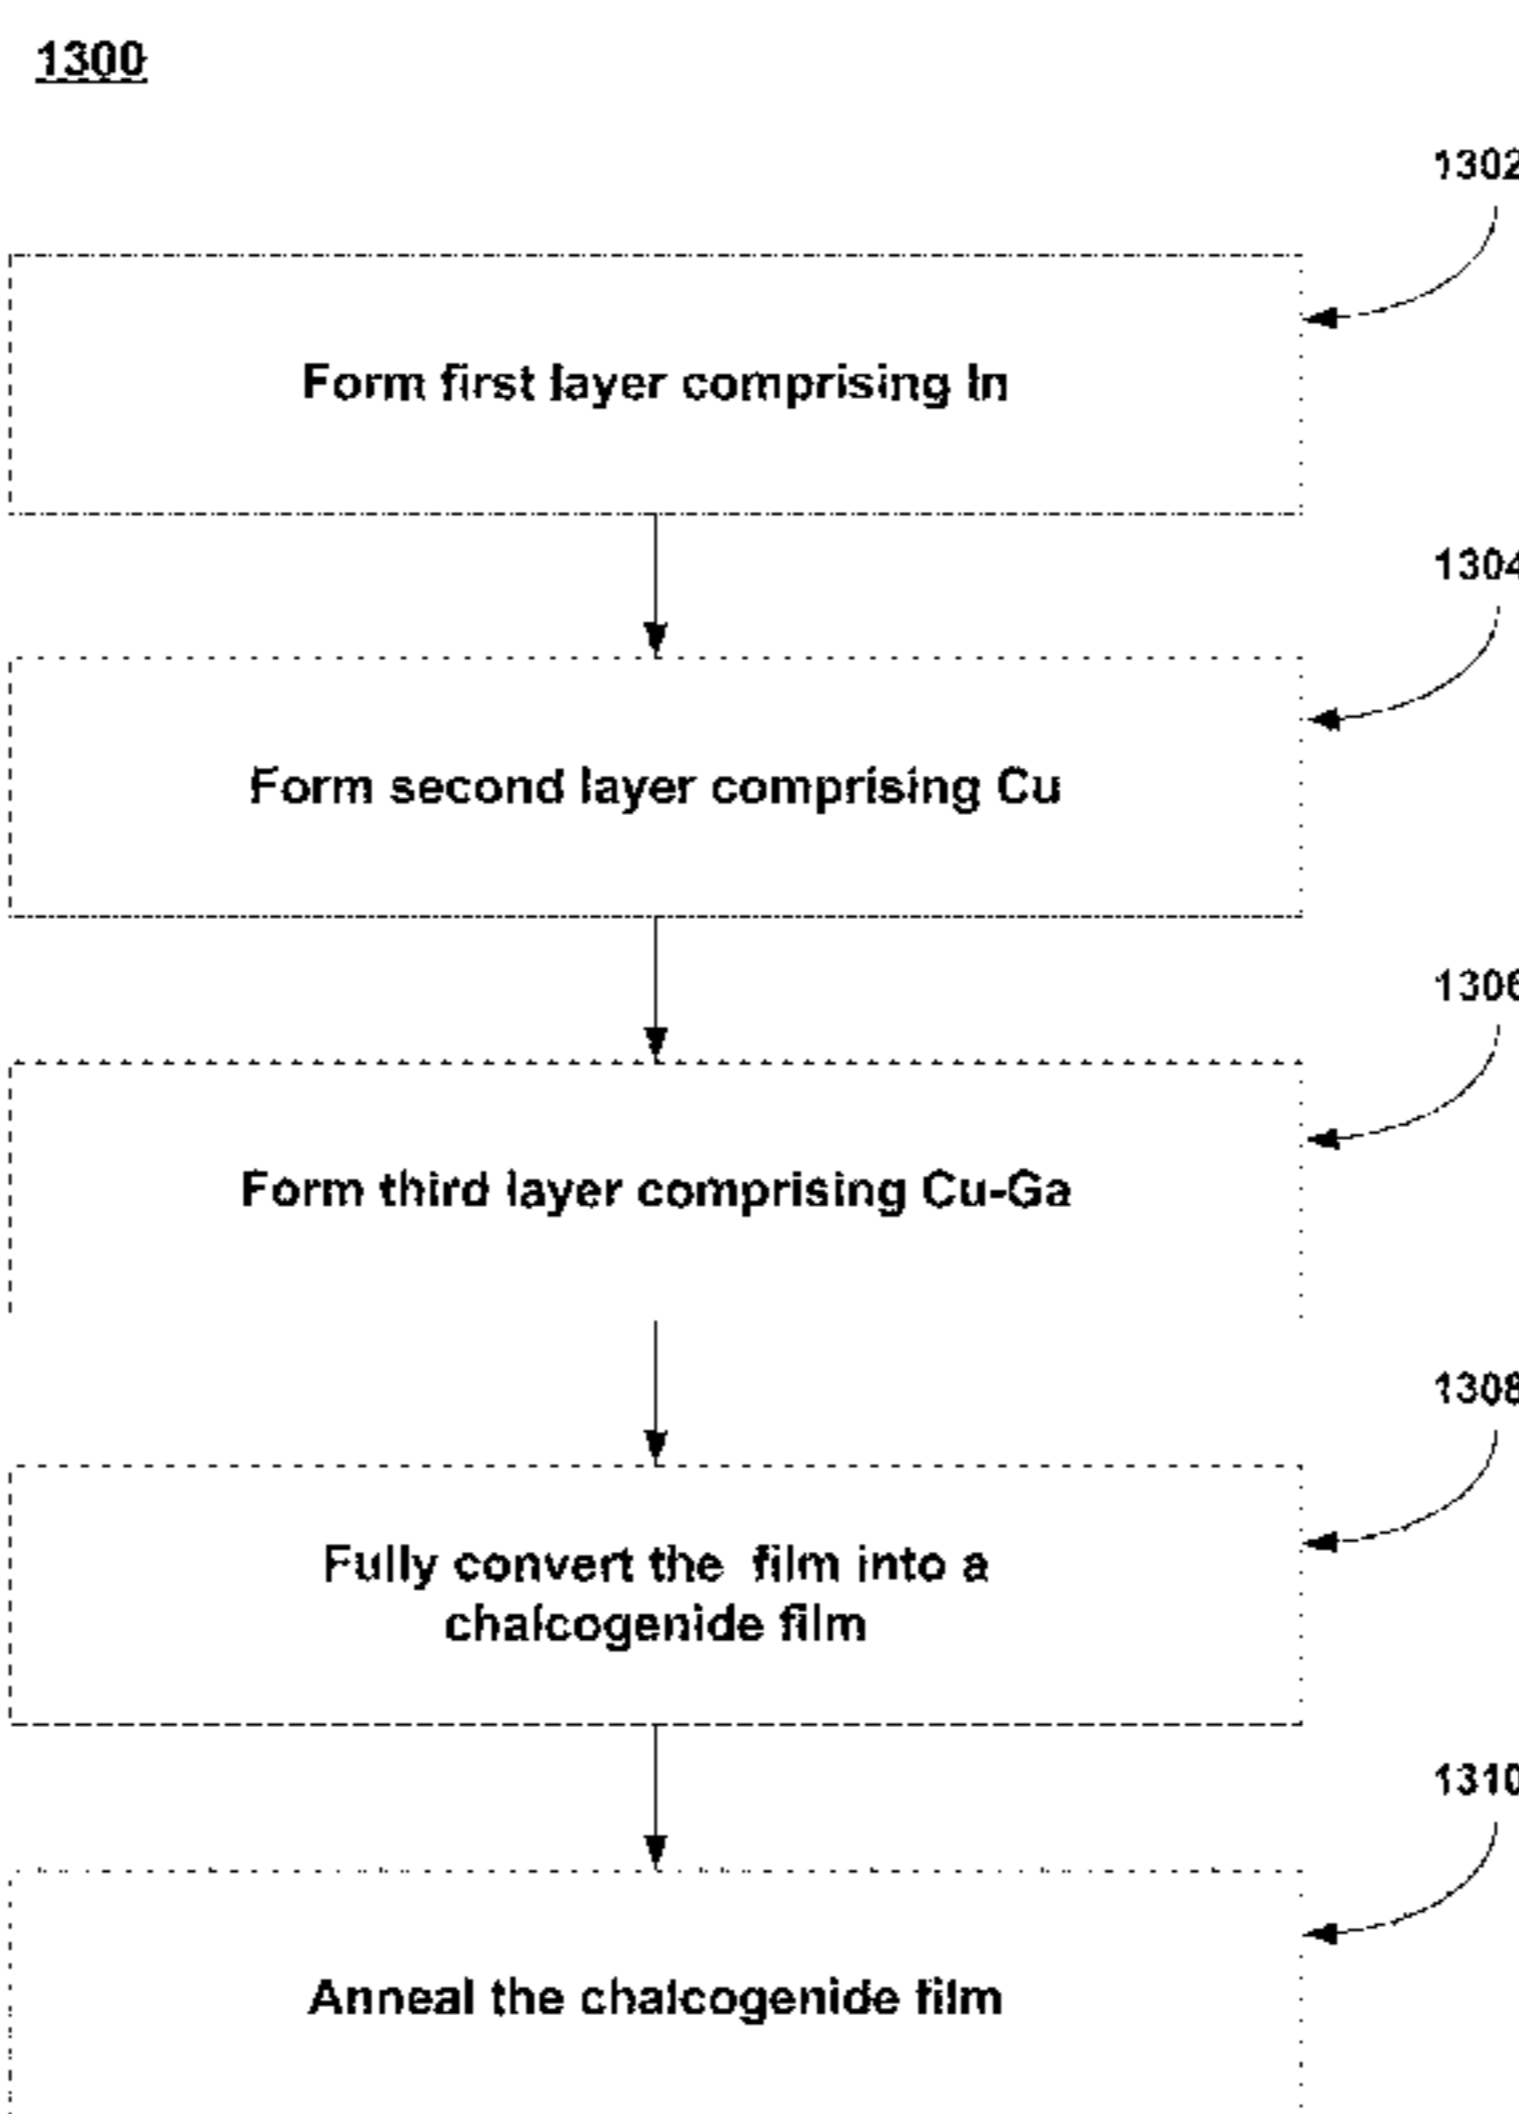 1300
1302
Form first layer comprising In
1304
Form second layer comprising Cu
1306
Form third layer comprising Cu-Ga
1308
Fully convert the film into a
chalcogenide film
1310
Anneal the chalcogenide film